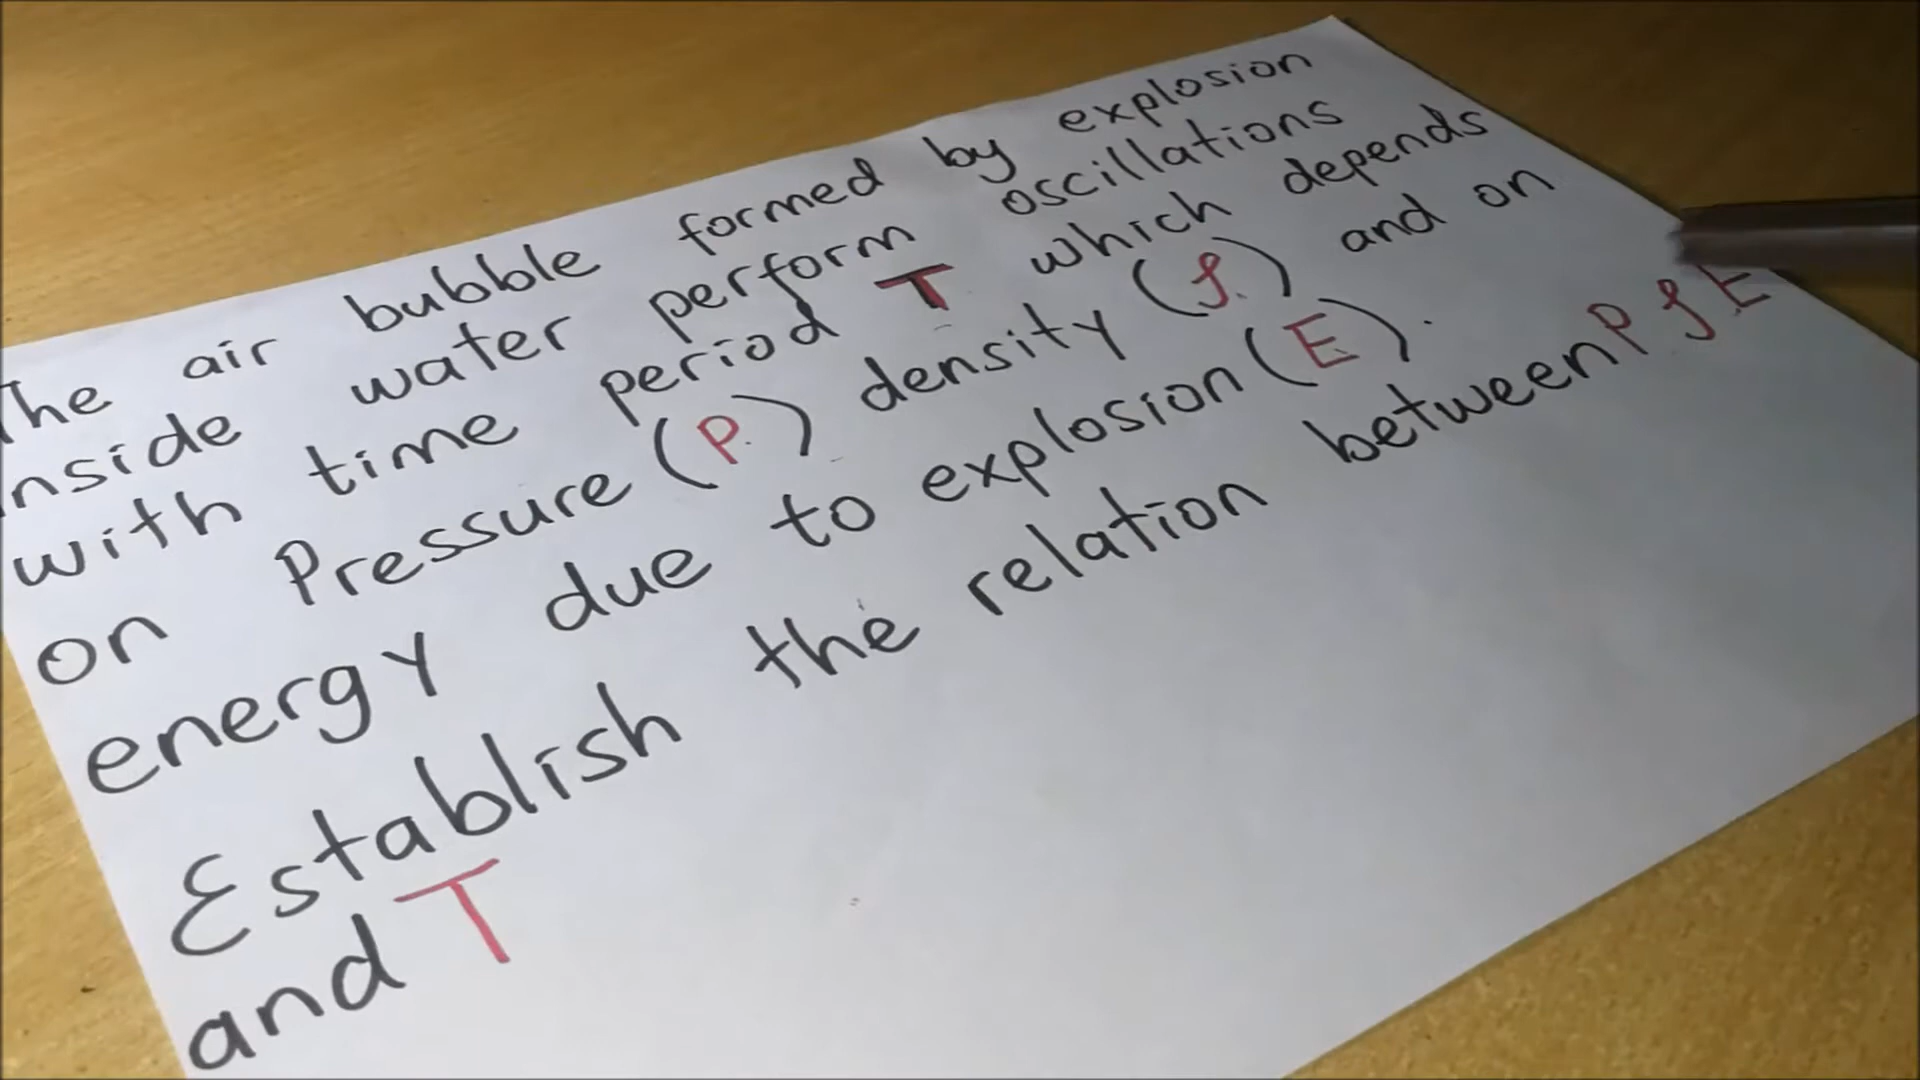 The air bubble formed by explosion
inside water perform oscillations
with time period T which depends
on Pressure (P) density (ρ) and on
energy due to explosion (E).
Establish the relation between P ρ E
and T